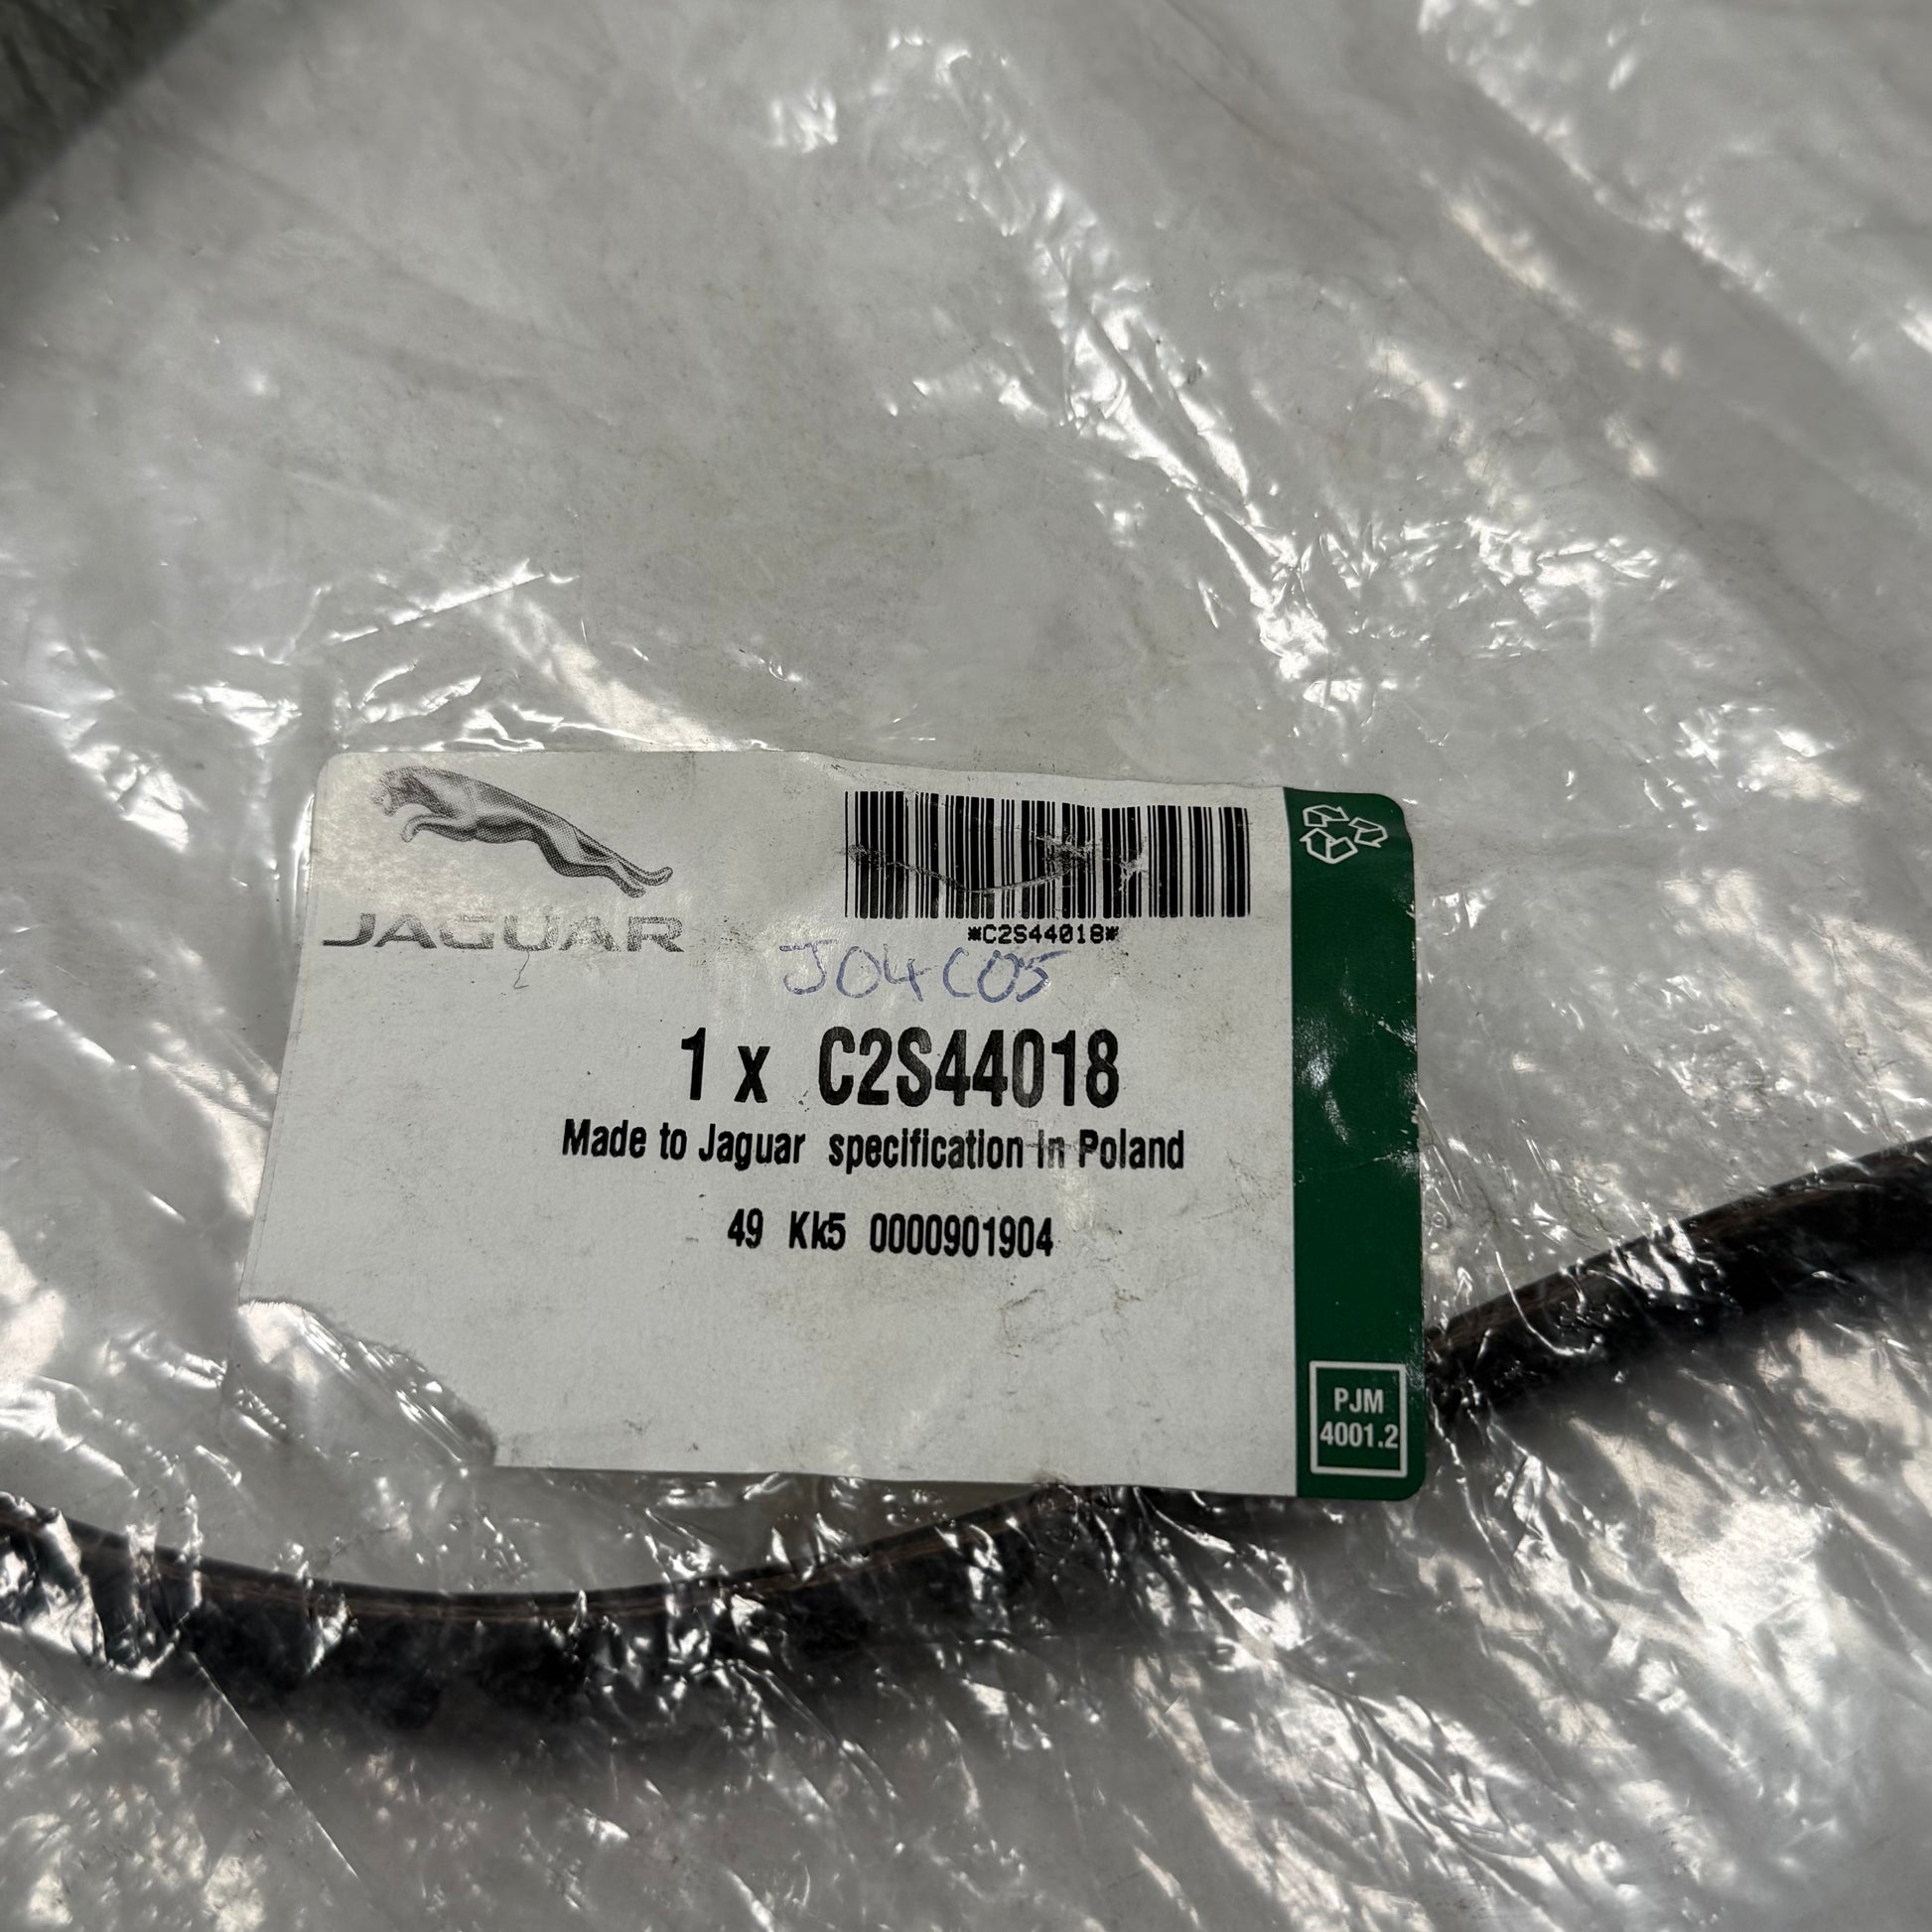 JAGUAR
*C2S44018*
J04C05
1 x C2S44018
Made to Jaguar specification in Poland
49 Kk5 0000901904
PJM
4001.2